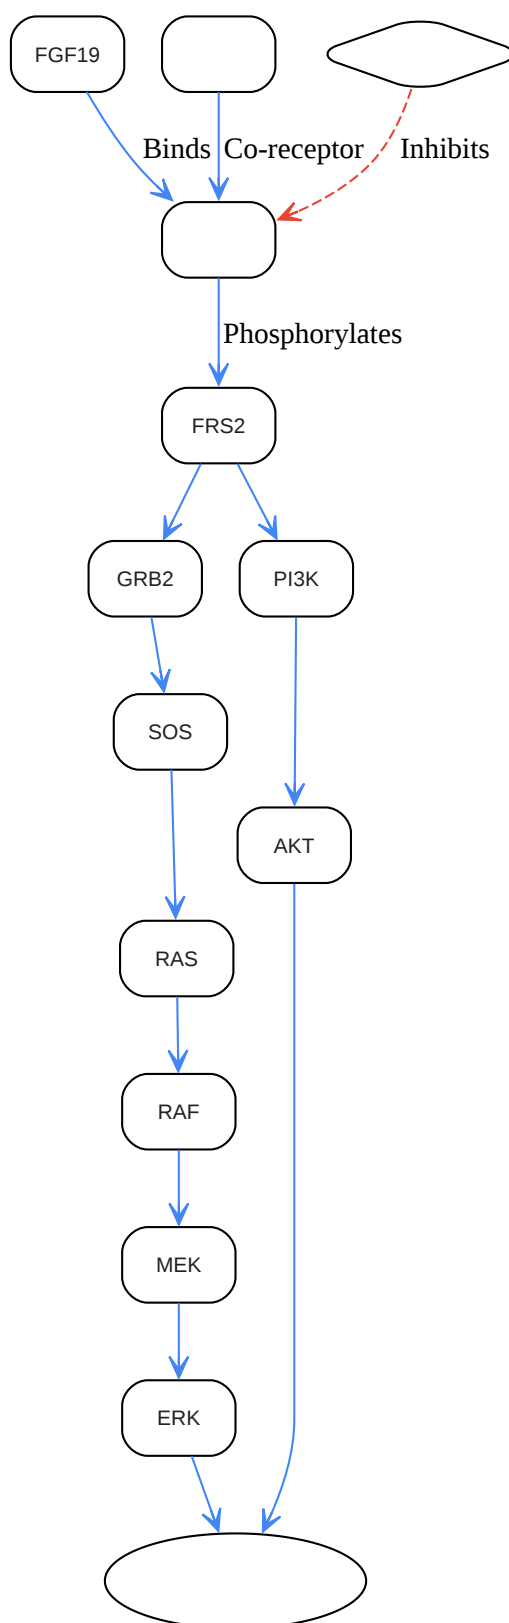 FGF19
Binds
Co-receptor
Inhibits
Phosphorylates
FRS2
GRB2
PI3K
SOS
AKT
RAS
RAF
MEK
ERK